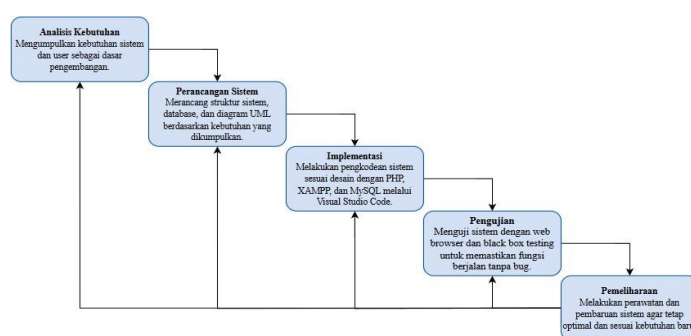 Analisis Kebutuhan
Mengumpulkan kebutuhan sistem
dan user sebagai dasar
pengembangan.
Perancangan Sistem
Merancang struktur sistem,
database, dan diagram UML
berdasarkan kebutuhan yang
dikumpulkan.
Implementasi
Melakukan pengkodean sistem
sesuai desain dengan PHP,
XAMPP, dan MySQL melalui
Visual Studio Code.
Pengujian
Menguji sistem dengan web
browser dan black box testing
untuk memastikan fungsi
berjalan tanpa bug.
Pemeliharaan
Melakukan perawatan dan
pembaruan sistem agar tetap
optimal dan sesuai kebutuhan baru